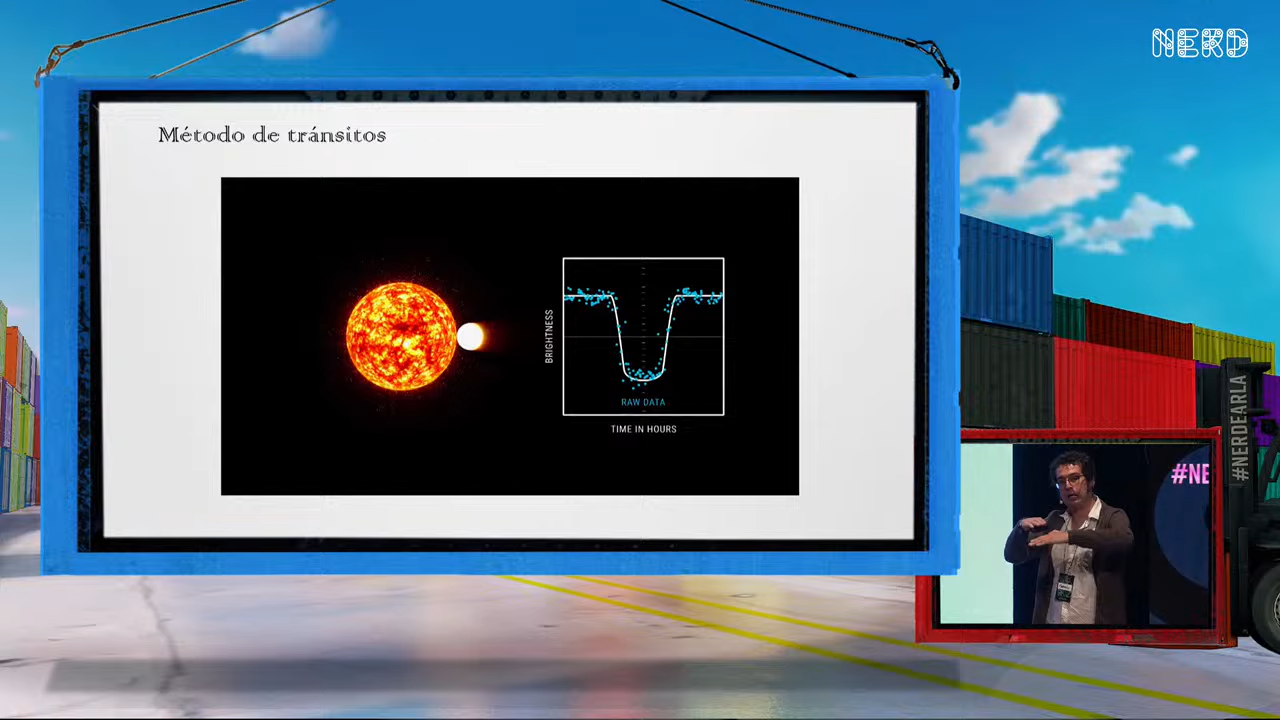 NERD
Método de tránsitos
BRIGHTNESS
RAW DATA
TIME IN HOURS
#NERDEARLA
#NE